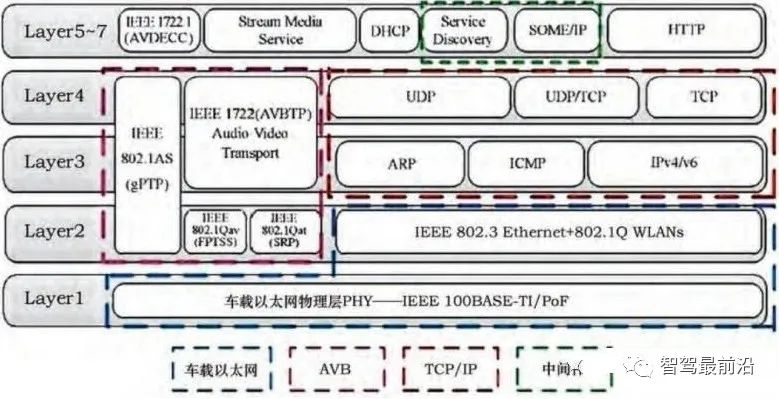 Layer5~7
IEEE 1722.1
(AVDECC)
Stream Media
Service
DHCP
Service
Discovery
SOME/IP
HTTP
Layer4
IEEE
802.1AS
(gPTP)
IEEE 1722(AVBTP)
Audio Video
Transport
UDP
UDP/TCP
TCP
Layer3
ARP
ICMP
IPv4/v6
Layer2
IEEE
802.1Qav
(FPTSS)
IEEE
802.1Qat
(SRP)
IEEE 802.3 Ethernet+802.1Q WLANs
Layer1
车载以太网物理层PHY——IEEE 100BASE-TI/PoF
车载以太网
AVB
TCP/IP
中间
智驾最前沿